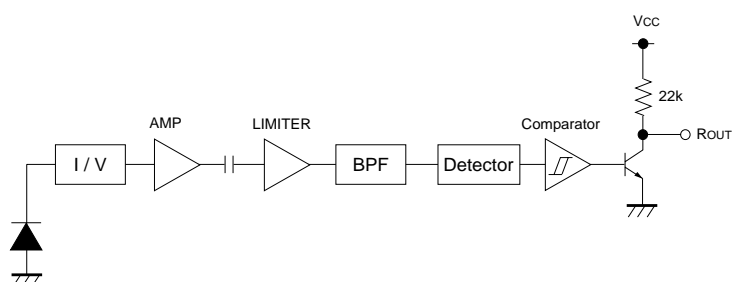 VCC
22k
AMP
LIMITER
Comparator
ROUT
I / V
BPF
Detector